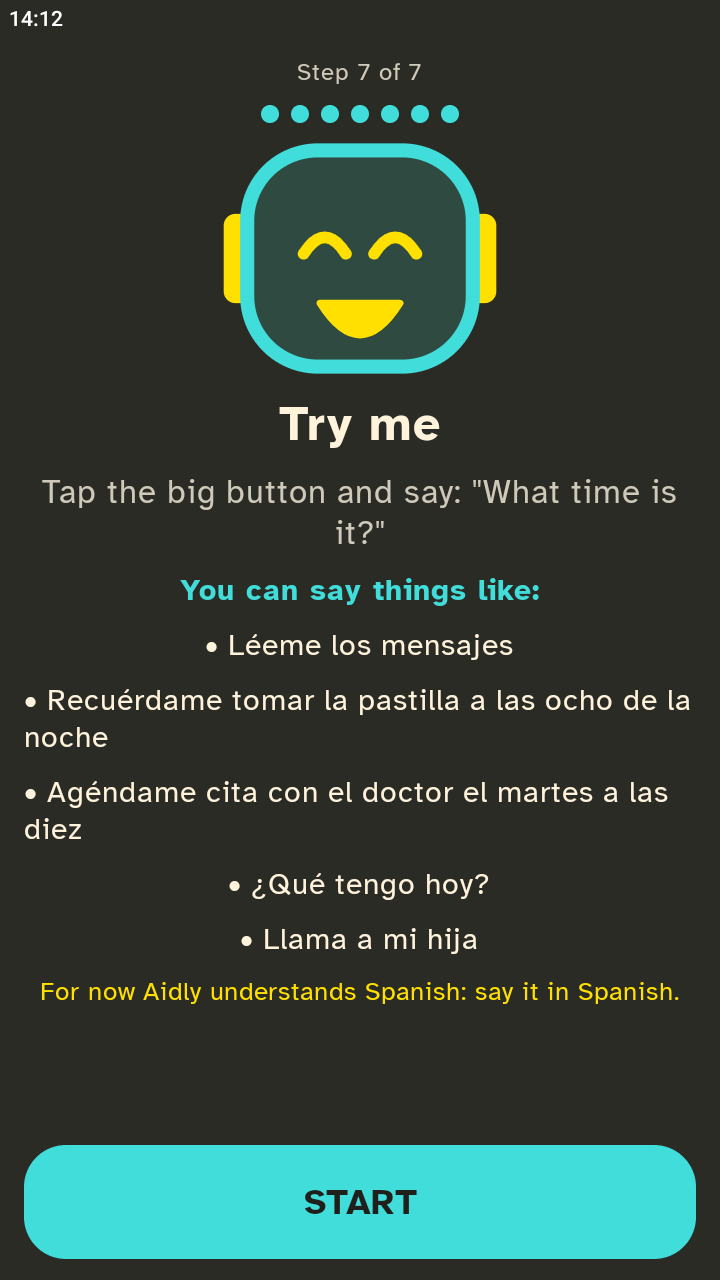 14:12
Step 7 of 7
Try me
Tap the big button and say: "What time is
it?"
You can say things like:
• Léeme los mensajes
• Recuérdame tomar la pastilla a las ocho de la
noche
• Agéndame cita con el doctor el martes a las
diez
• ¿Qué tengo hoy?
• Llama a mi hija
For now Aidly understands Spanish: say it in Spanish.
START